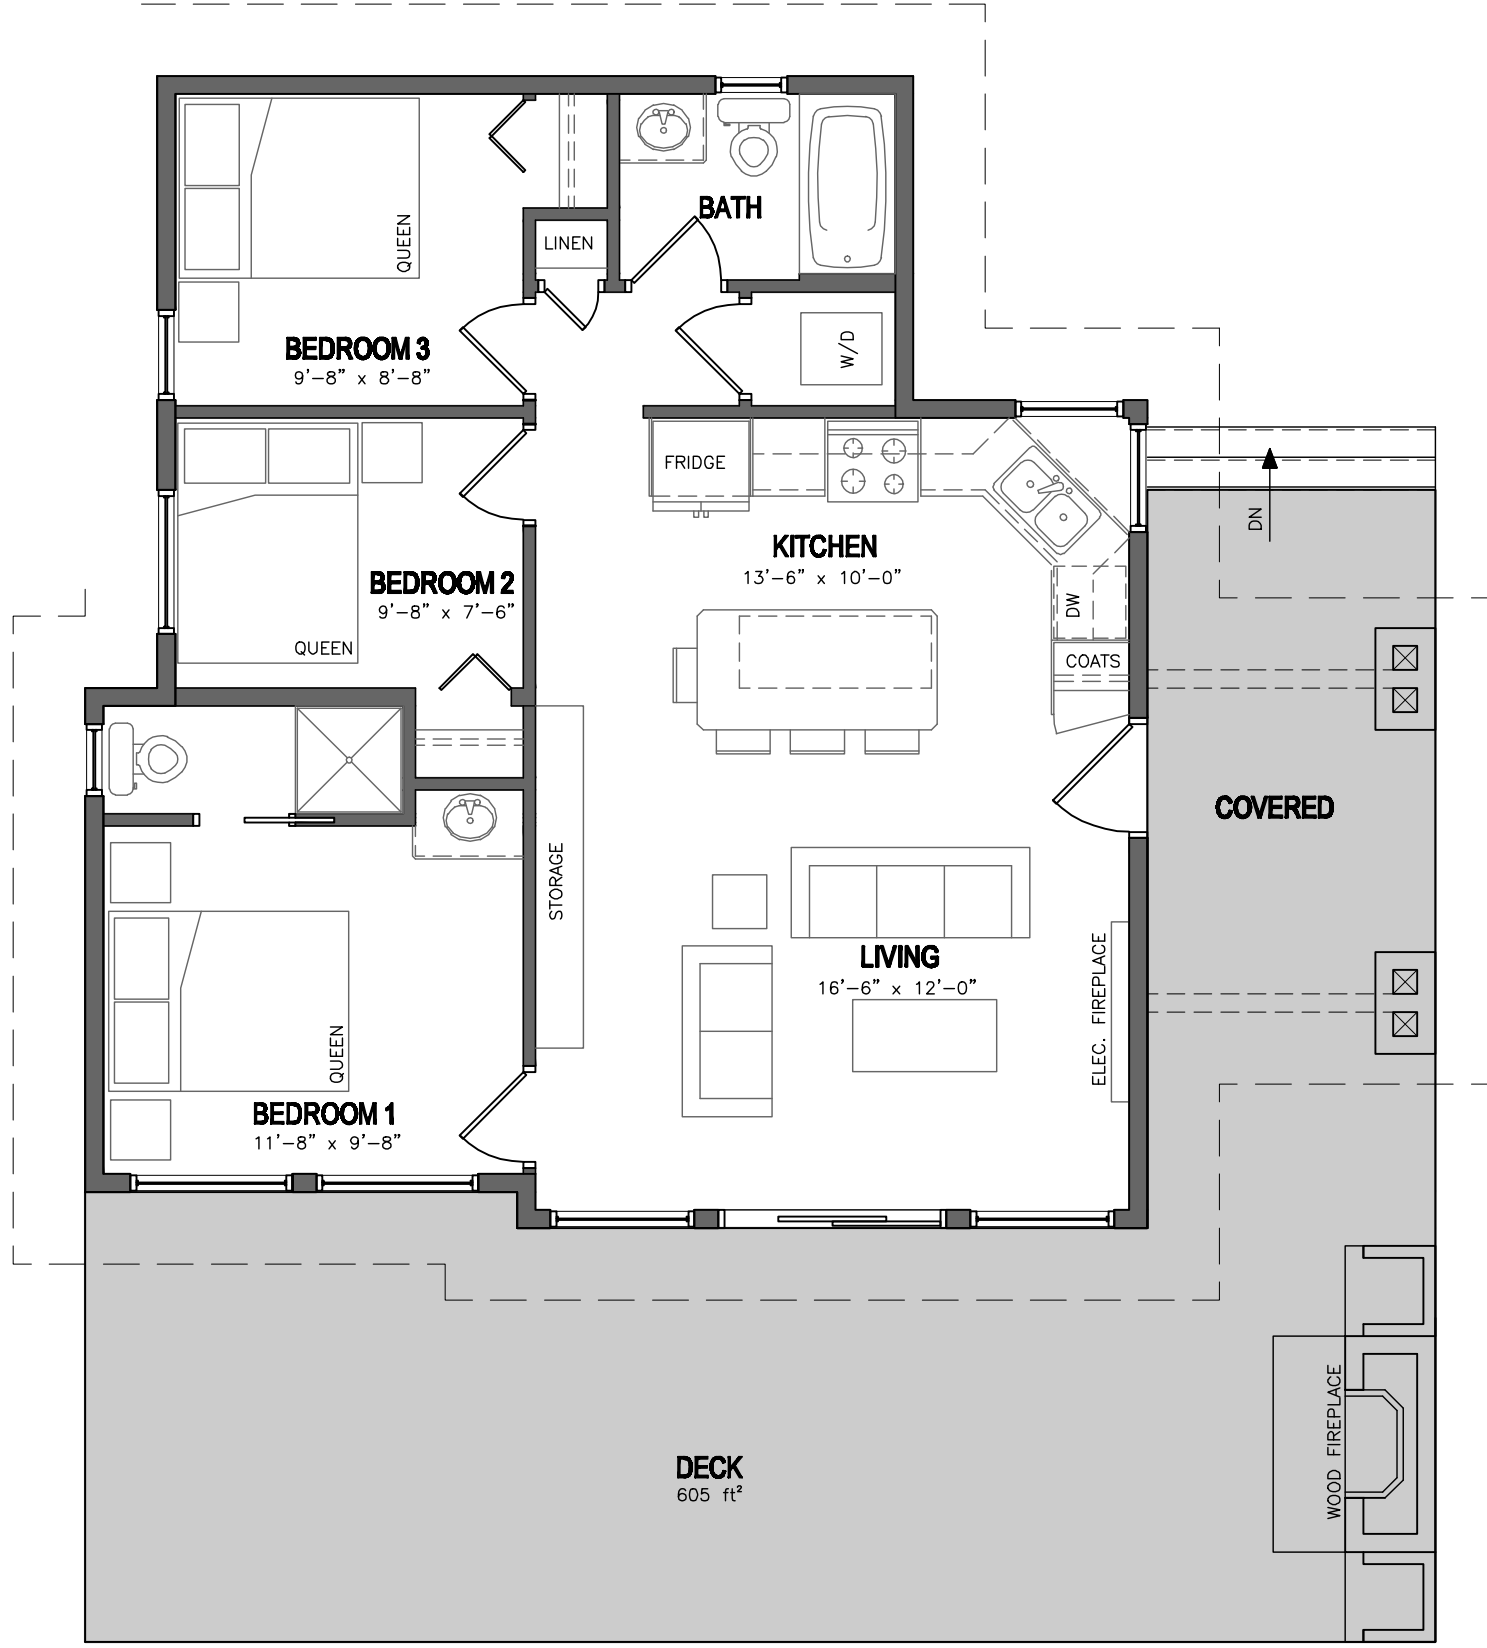 BATH
QUEEN
LINEN
BEDROOM 3
9'-8" x 8'-8"
W/D
FRIDGE
DN
KITCHEN
13'-6" x 10'-0"
BEDROOM 2
9'-8" x 7'-6"
DW
QUEEN
COATS
COVERED
STORAGE
LIVING
16'-6" x 12'-0"
ELEC. FIREPLACE
QUEEN
BEDROOM 1
11'-8" x 9'-8"
WOOD FIREPLACE
DECK
605 ft²